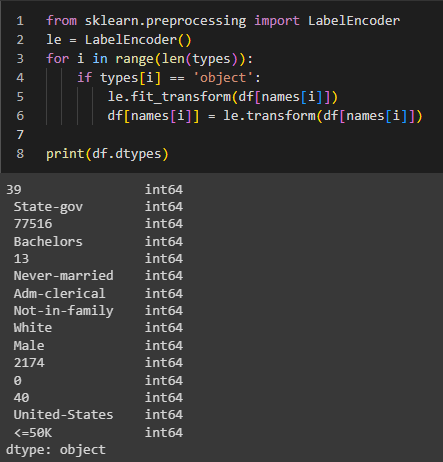 1 from sklearn.preprocessing import LabelEncoder
2 le = LabelEncoder()
3 for i in range(len(types)):
4     if types[i] == 'object':
5         le.fit_transform(df[names[i]])
6         df[names[i]] = le.transform(df[names[i]])
7
8 print(df.dtypes)
39               int64
 State-gov       int64
 77516           int64
 Bachelors       int64
 13              int64
 Never-married   int64
 Adm-clerical    int64
 Not-in-family   int64
 White           int64
 Male            int64
 2174            int64
 0               int64
 40              int64
 United-States   int64
 <=50K           int64
dtype: object